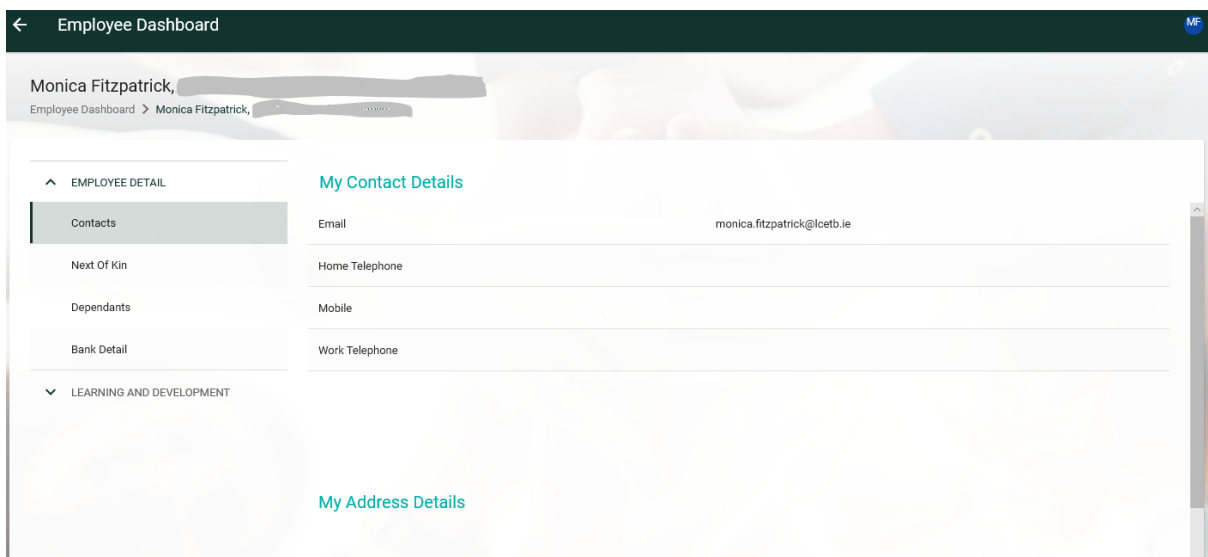 Employee Dashboard
MF
Monica Fitzpatrick,
Employee Dashboard > Monica Fitzpatrick,
EMPLOYEE DETAIL
Contacts
Next Of Kin
Dependants
Bank Detail
LEARNING AND DEVELOPMENT
My Contact Details
Email monica.fitzpatrick@lcetb.ie
Home Telephone
Mobile
Work Telephone
My Address Details